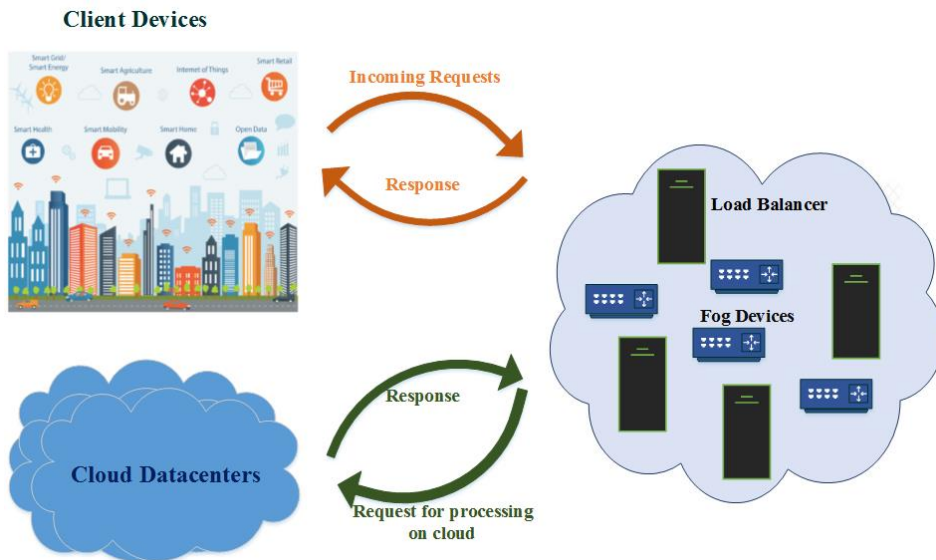 Client Devices
Smart Grid/
Smart Energy
Smart Agriculture
Internet of Things
Smart Retail
Smart Health
Smart Mobility
Smart Home
Open Data
Incoming Requests
Response
Load Balancer
Fog Devices
Response
Cloud Datacenters
Request for processing
on cloud